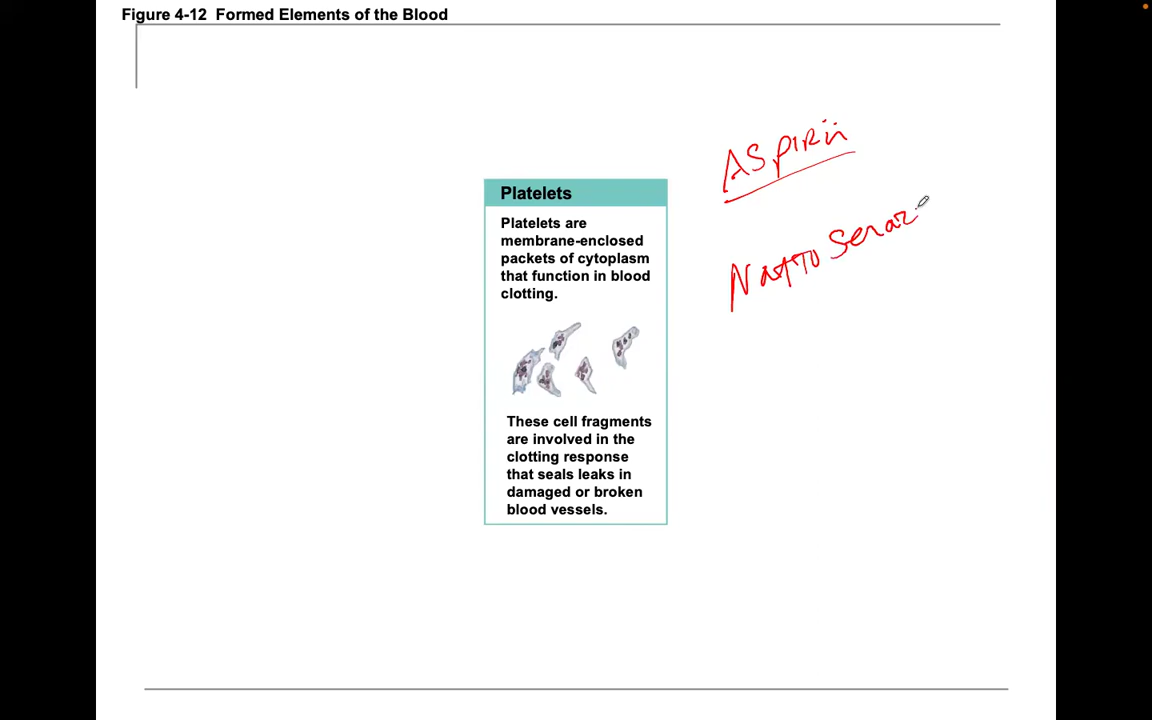 Figure 4-12 Formed Elements of the Blood
Platelets
Platelets are
membrane-enclosed
packets of cytoplasm
that function in blood
clotting.
These cell fragments
are involved in the
clotting response
that seals leaks in
damaged or broken
blood vessels.
ASPIRin
Natto Seraz